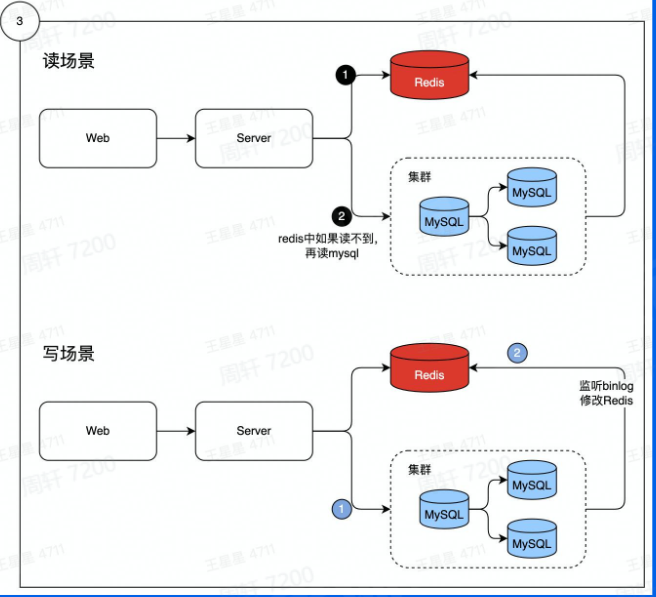 3
读场景
1
Redis
Web
Server
集群
MySQL
MySQL
MySQL
2
redis中如果读不到，
再读mysql
写场景
2
Redis
监听binlog
修改Redis
Web
Server
集群
MySQL
MySQL
MySQL
1
王星星 4711
周轩 7200